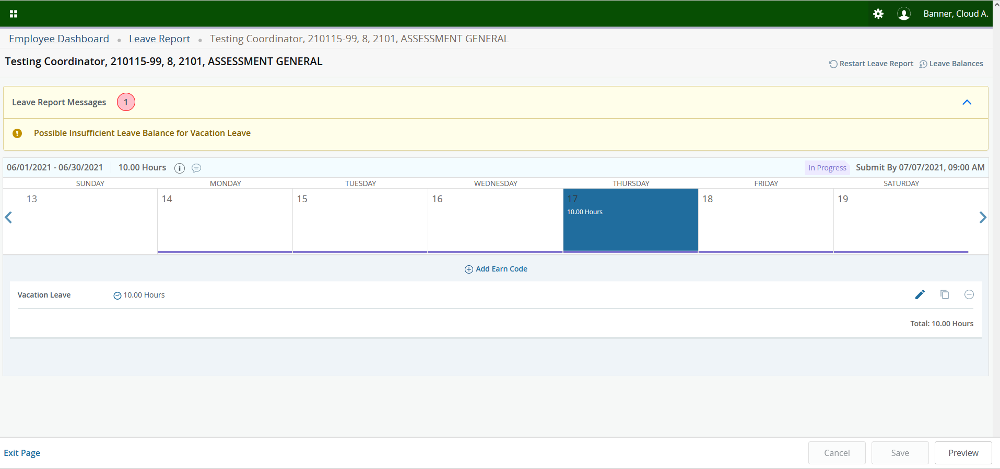 Banner, Cloud A.
Employee Dashboard • Leave Report • Testing Coordinator, 210115-99, 8, 2101, ASSESSMENT GENERAL
Testing Coordinator, 210115-99, 8, 2101, ASSESSMENT GENERAL
Restart Leave Report Leave Balances
Leave Report Messages 1
Possible Insufficient Leave Balance for Vacation Leave
06/01/2021 - 06/30/2021 10.00 Hours In Progress Submit By 07/07/2021, 09:00 AM
SUNDAY MONDAY TUESDAY WEDNESDAY THURSDAY FRIDAY SATURDAY
13 14 15 16 17 18 19
10.00 Hours
Add Earn Code
Vacation Leave 10.00 Hours
Total: 10.00 Hours
Exit Page Cancel Save Preview